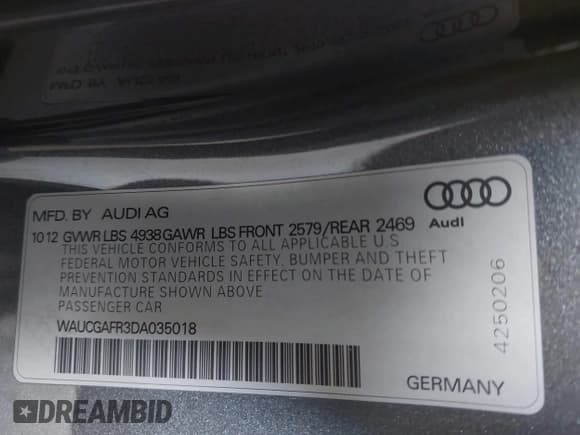 MFD. BY AUDI AG
10 12 GVWR LBS 4938 GAWR LBS FRONT 2579/REAR 2469
THIS VEHICLE CONFORMS TO ALL APPLICABLE U S
FEDERAL MOTOR VEHICLE SAFETY, BUMPER AND THEFT
PREVENTION STANDARDS IN EFFECT ON THE DATE OF
MANUFACTURE SHOWN ABOVE
PASSENGER CAR
WAUCGAFR3DA035018
Audi
4250206
GERMANY
DREAMBID